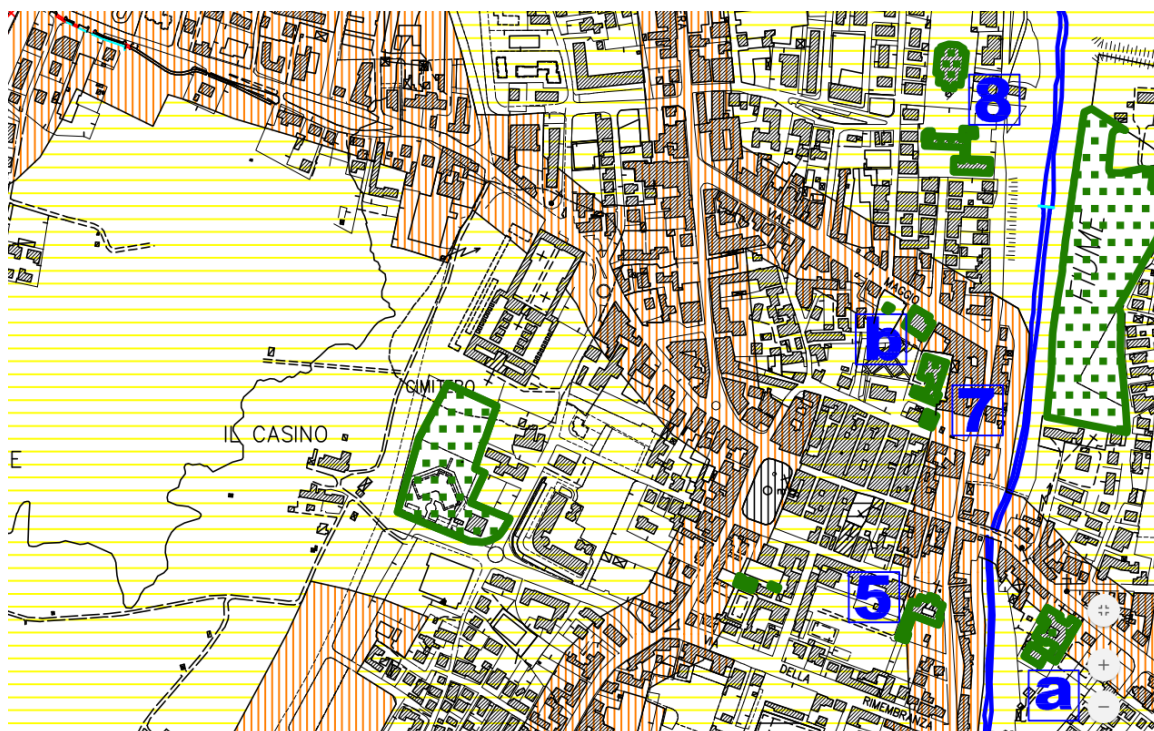 8
FIUME
VIALE
MAGGIO
b
CIMITERO
7
IL CASINO
E
5
VIA
DELLA
RIMEMBRANZA
a
+
−